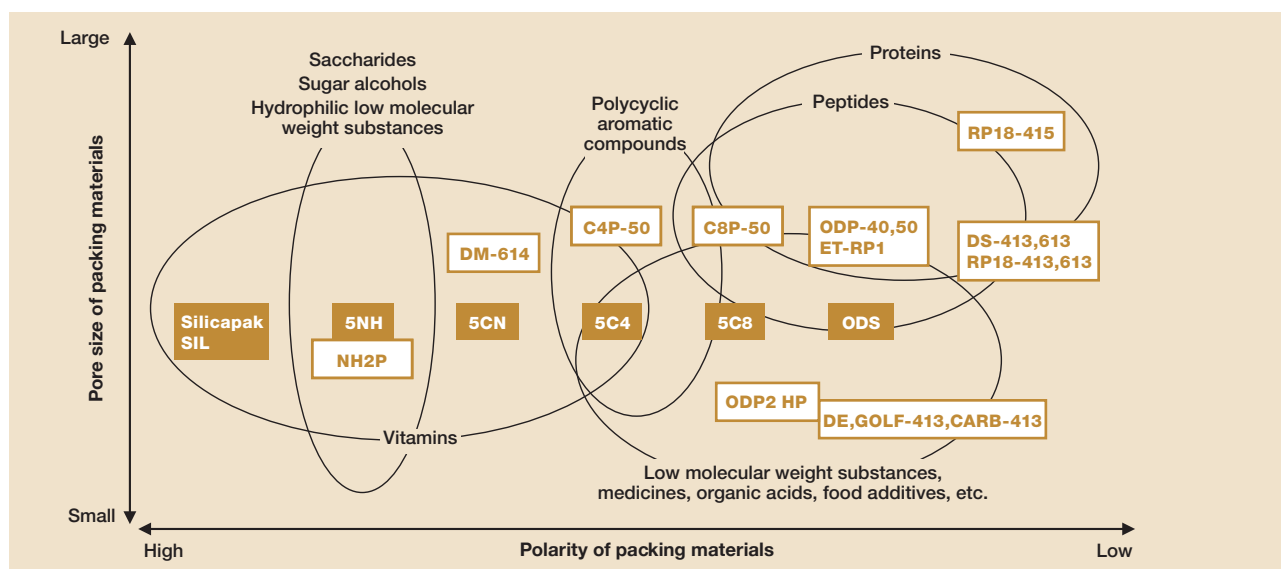 Large
Saccharides
Sugar alcohols
Hydrophilic low molecular
weight substances
Polycyclic
aromatic
compounds
Proteins
Peptides
RP18-415
C4P-50
C8P-50
ODP-40,50
ET-RP1
DS-413,613
RP18-413,613
DM-614
Silicapak
SIL
5NH
NH2P
5CN
5C4
5C8
ODS
ODP2 HP
DE,GOLF-413,CARB-413
Vitamins
Low molecular weight substances,
medicines, organic acids, food additives, etc.
Pore size of packing materials
Small
High
Polarity of packing materials
Low